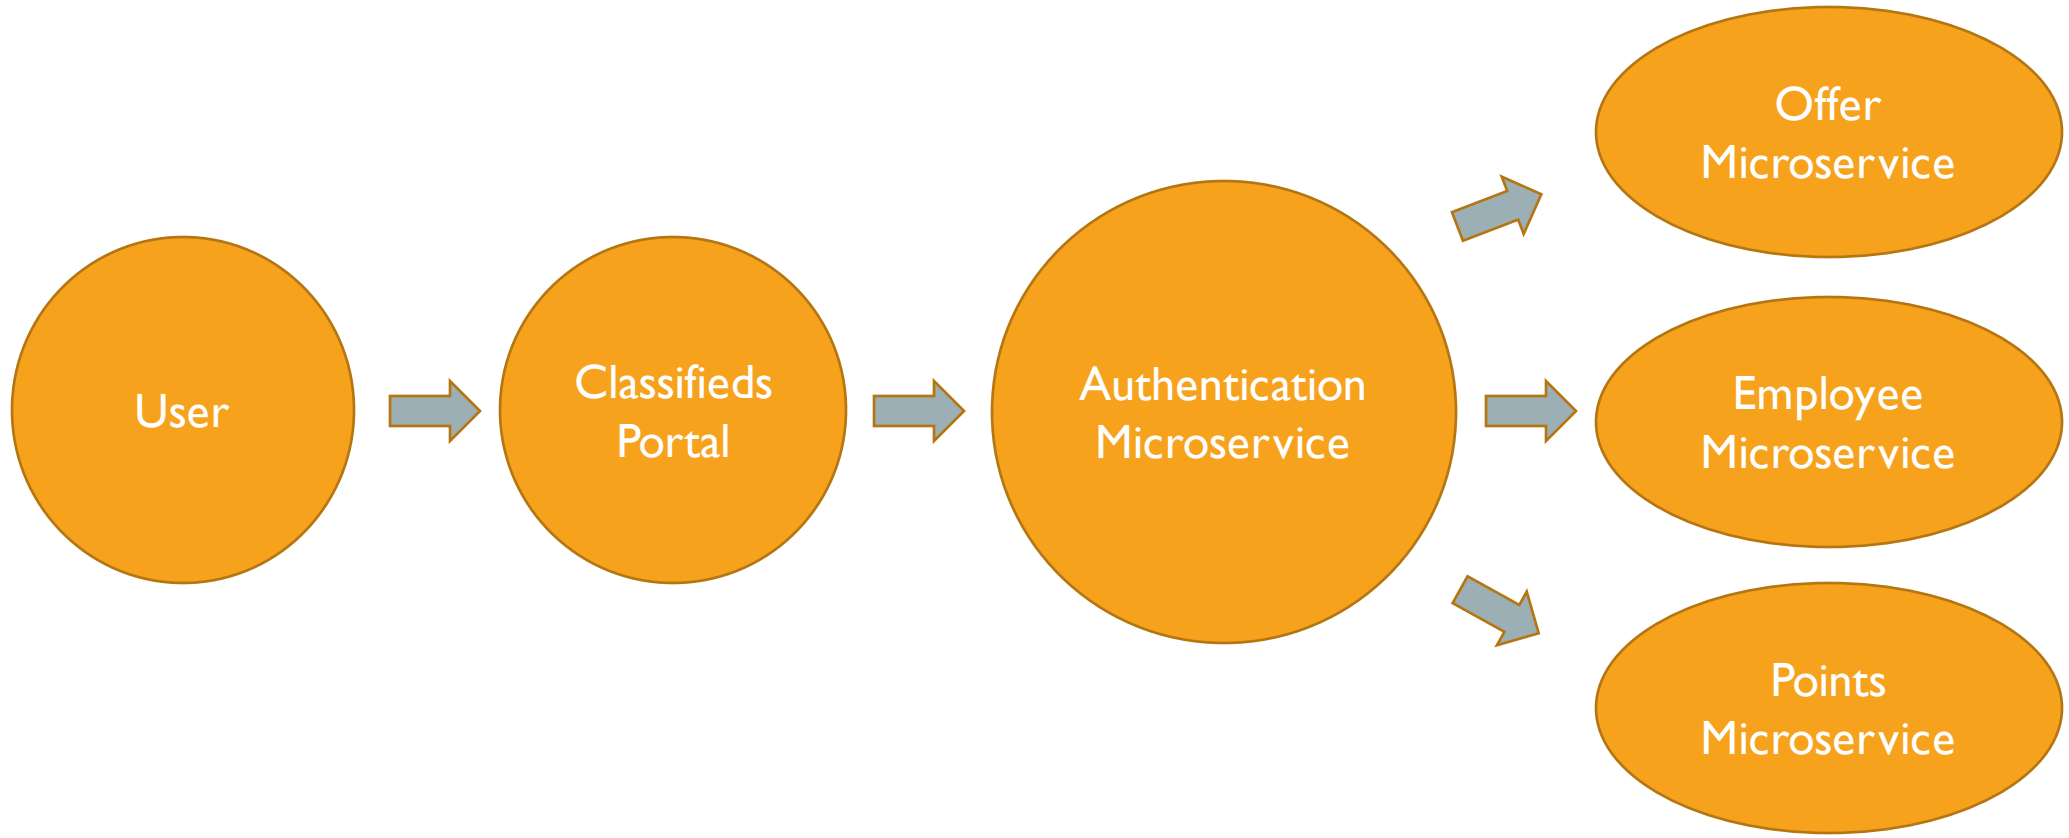 User
Classifieds
Portal
Authentication
Microservice
Offer
Microservice
Employee
Microservice
Points
Microservice